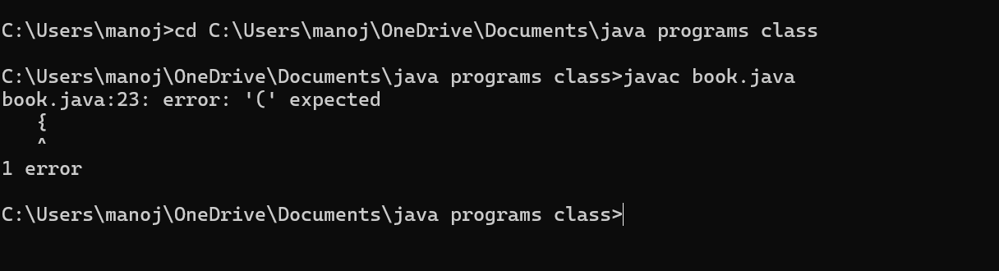 C:\Users\manoj>cd C:\Users\manoj\OneDrive\Documents\java programs class
C:\Users\manoj\OneDrive\Documents\java programs class>javac book.java
book.java:23: error: '(' expected
   {
   ^
1 error
C:\Users\manoj\OneDrive\Documents\java programs class>